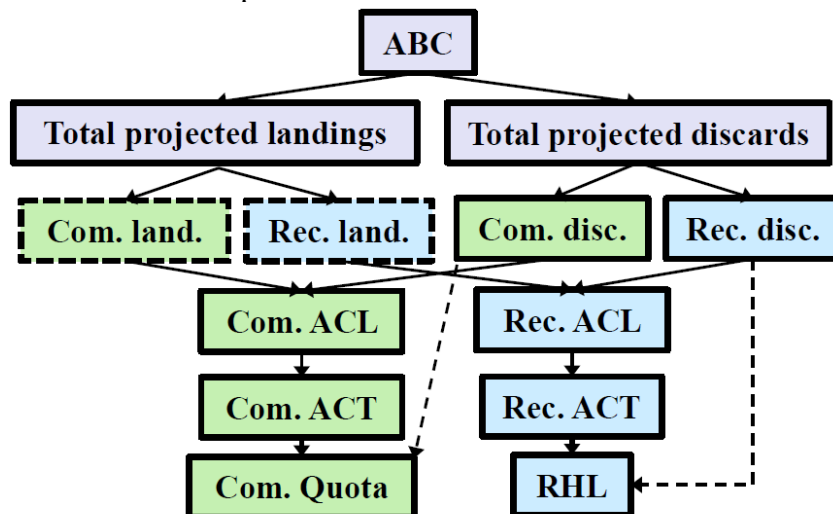 ABC
Total projected landings
Total projected discards
Com. land.
Rec. land.
Com. disc.
Rec. disc.
Com. ACL
Rec. ACL
Com. ACT
Rec. ACT
Com. Quota
RHL